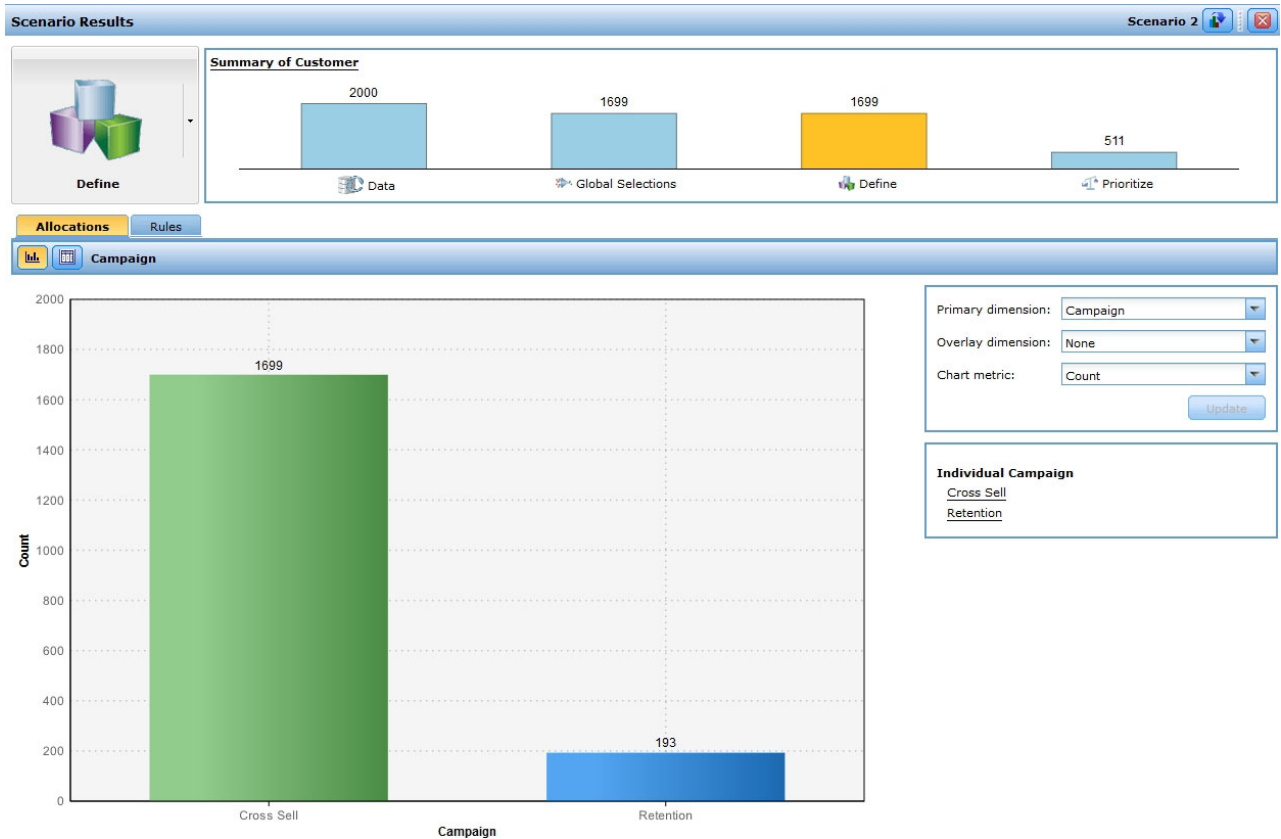 Scenario Results
Scenario 2
Define
Summary of Customer
2000
1699
1699
511
Data
Global Selections
Define
Prioritize
Allocations
Rules
Campaign
2000
1800
1600
1400
1200
1000
800
600
400
200
0
Count
1699
193
Cross Sell
Retention
Campaign
Primary dimension: Campaign
Overlay dimension: None
Chart metric: Count
Update
Individual Campaign
Cross Sell
Retention